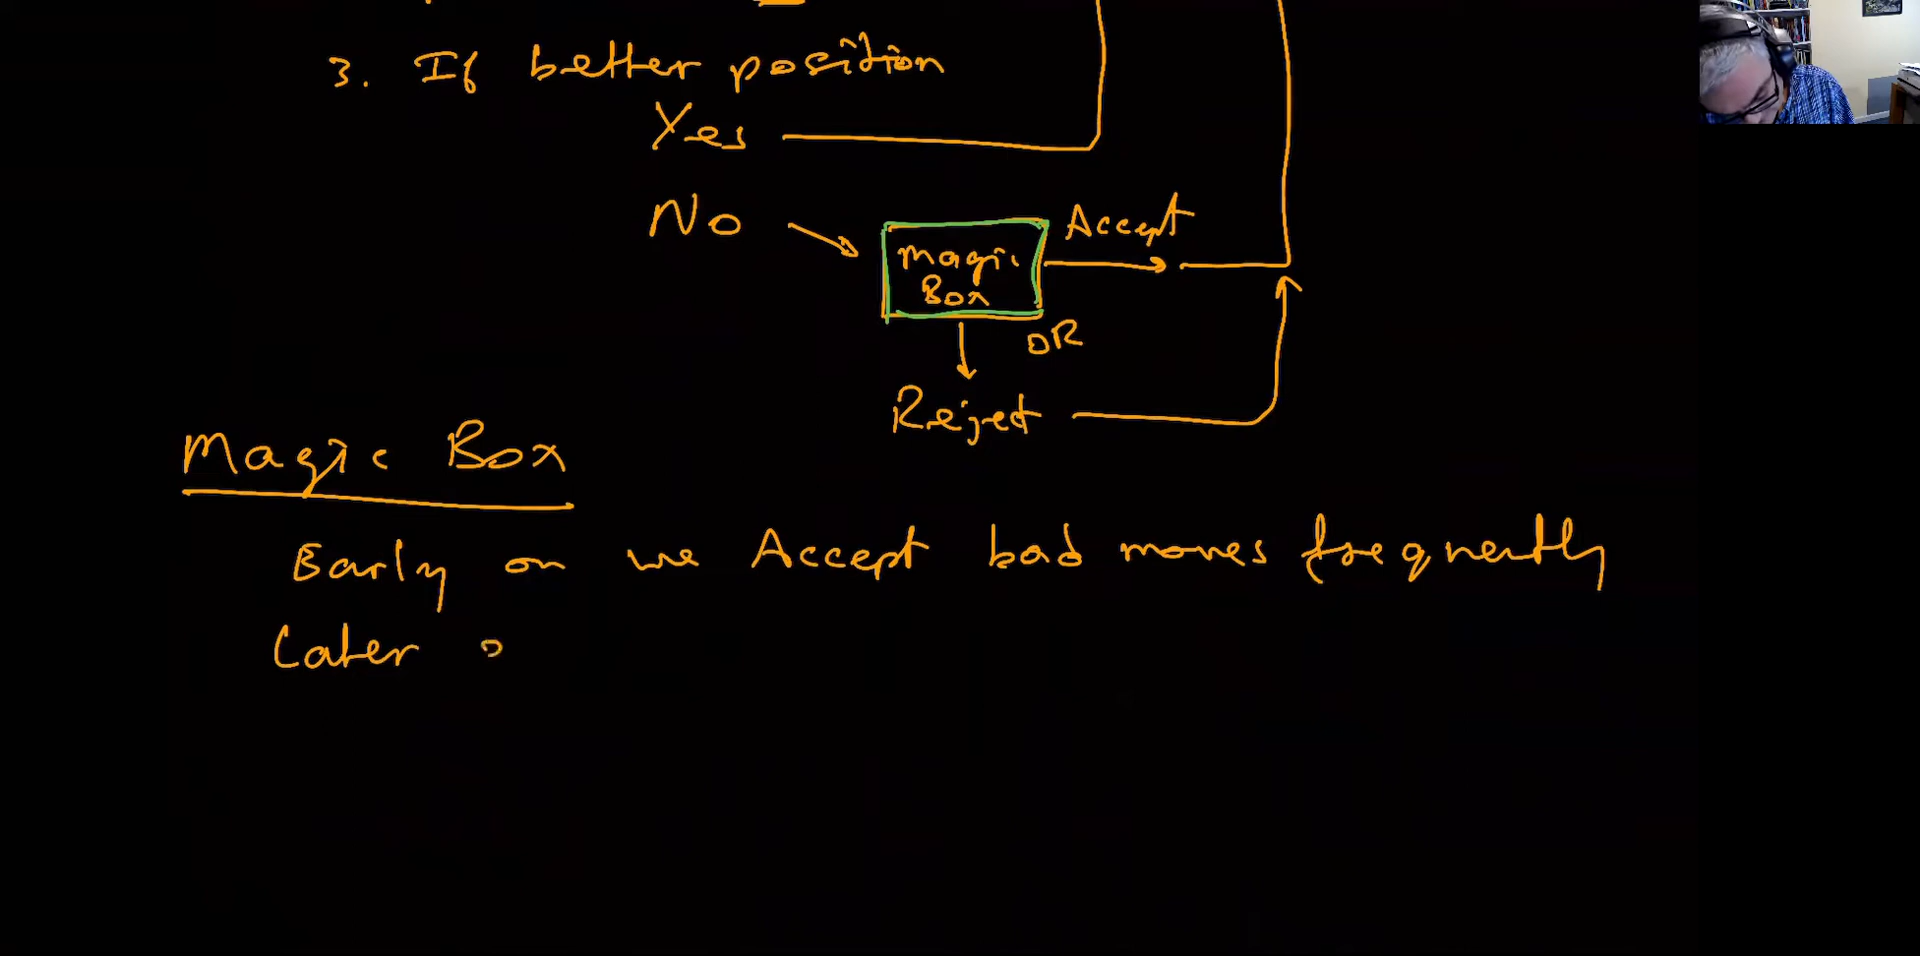 3. If better position
Yes
No
Accept
Magic
Box
OR
Reject
Magic Box
Early on we Accept bad moves frequently
Later o